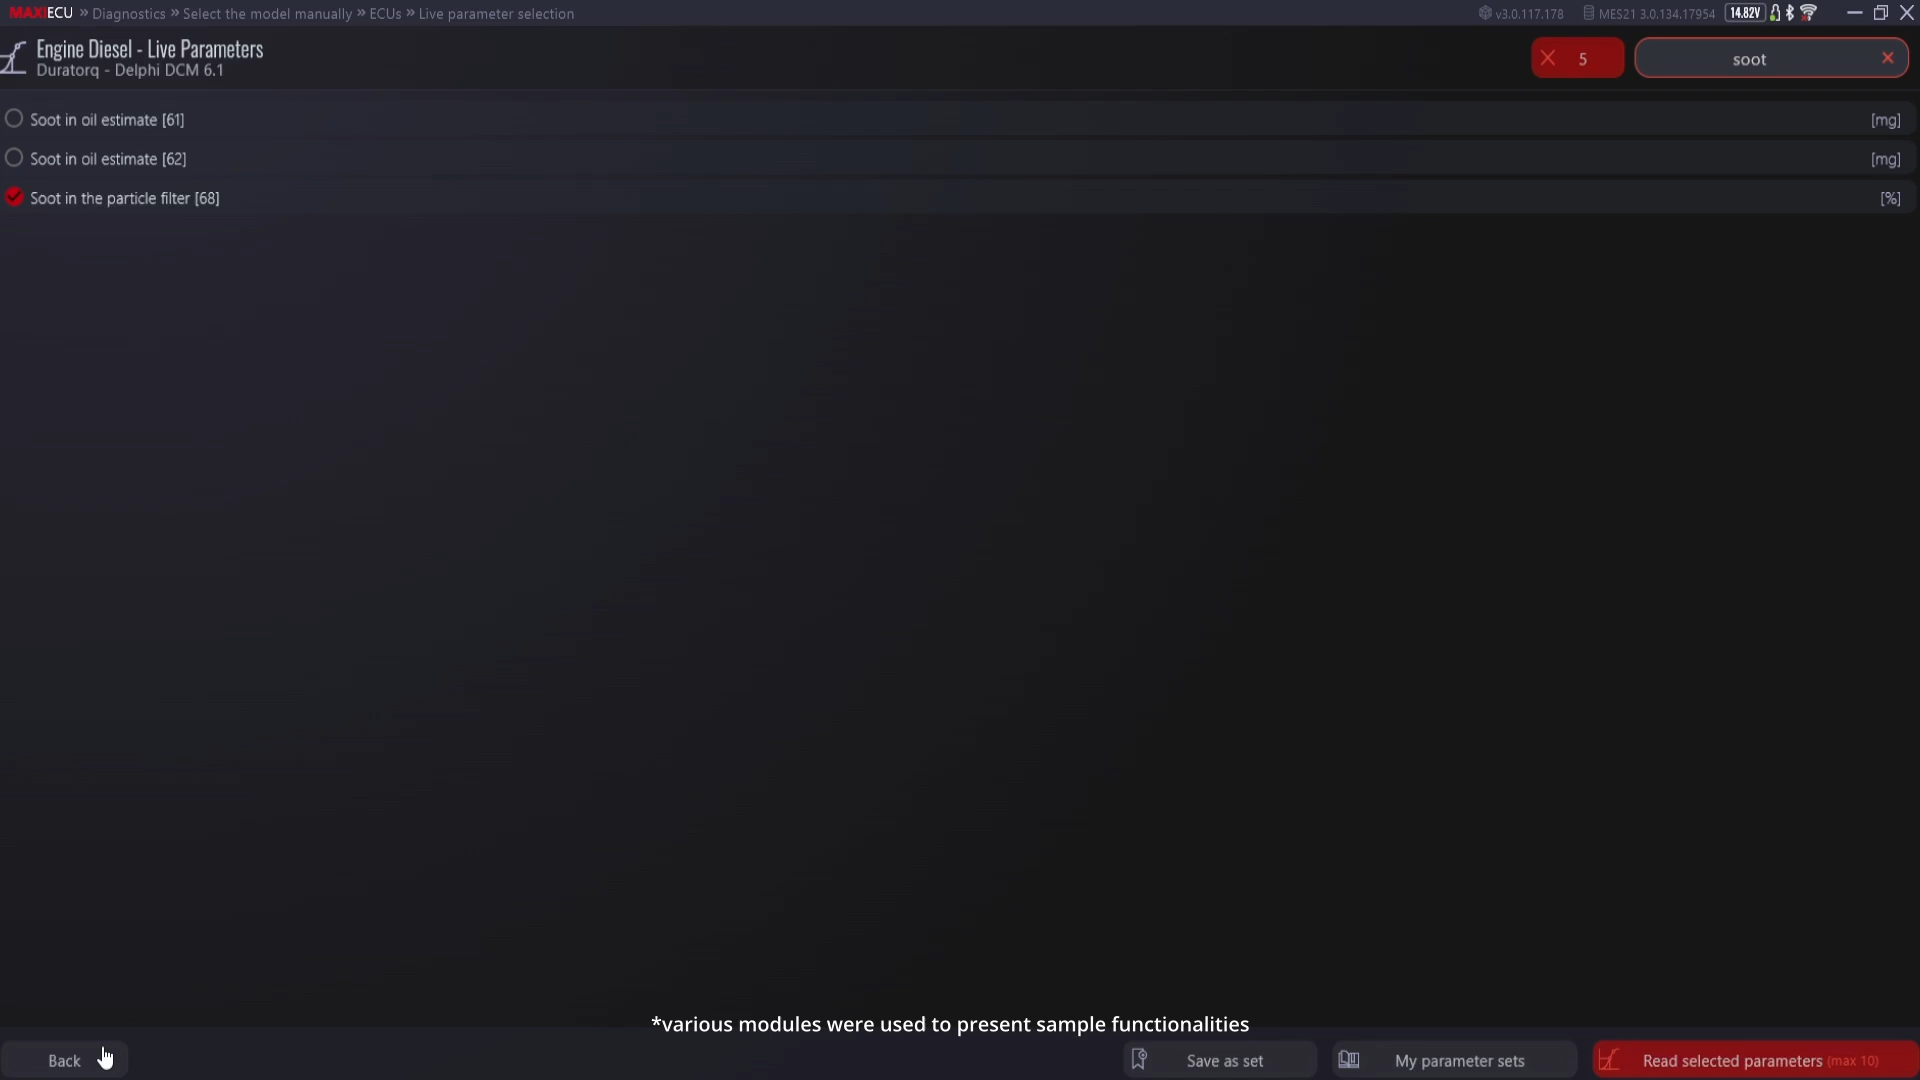 MAXIECU » Diagnostics » Select the model manually » ECUs » Live parameter selection
v3.0.117.178 MES21 3.0.134.17954 14.82V
Engine Diesel - Live Parameters
Duratorq - Delphi DCM 6.1
5
soot
Soot in oil estimate [61] [mg]
Soot in oil estimate [62] [mg]
Soot in the particle filter [68] [%]
*various modules were used to present sample functionalities
Back
Save as set
My parameter sets
Read selected parameters (max 10)